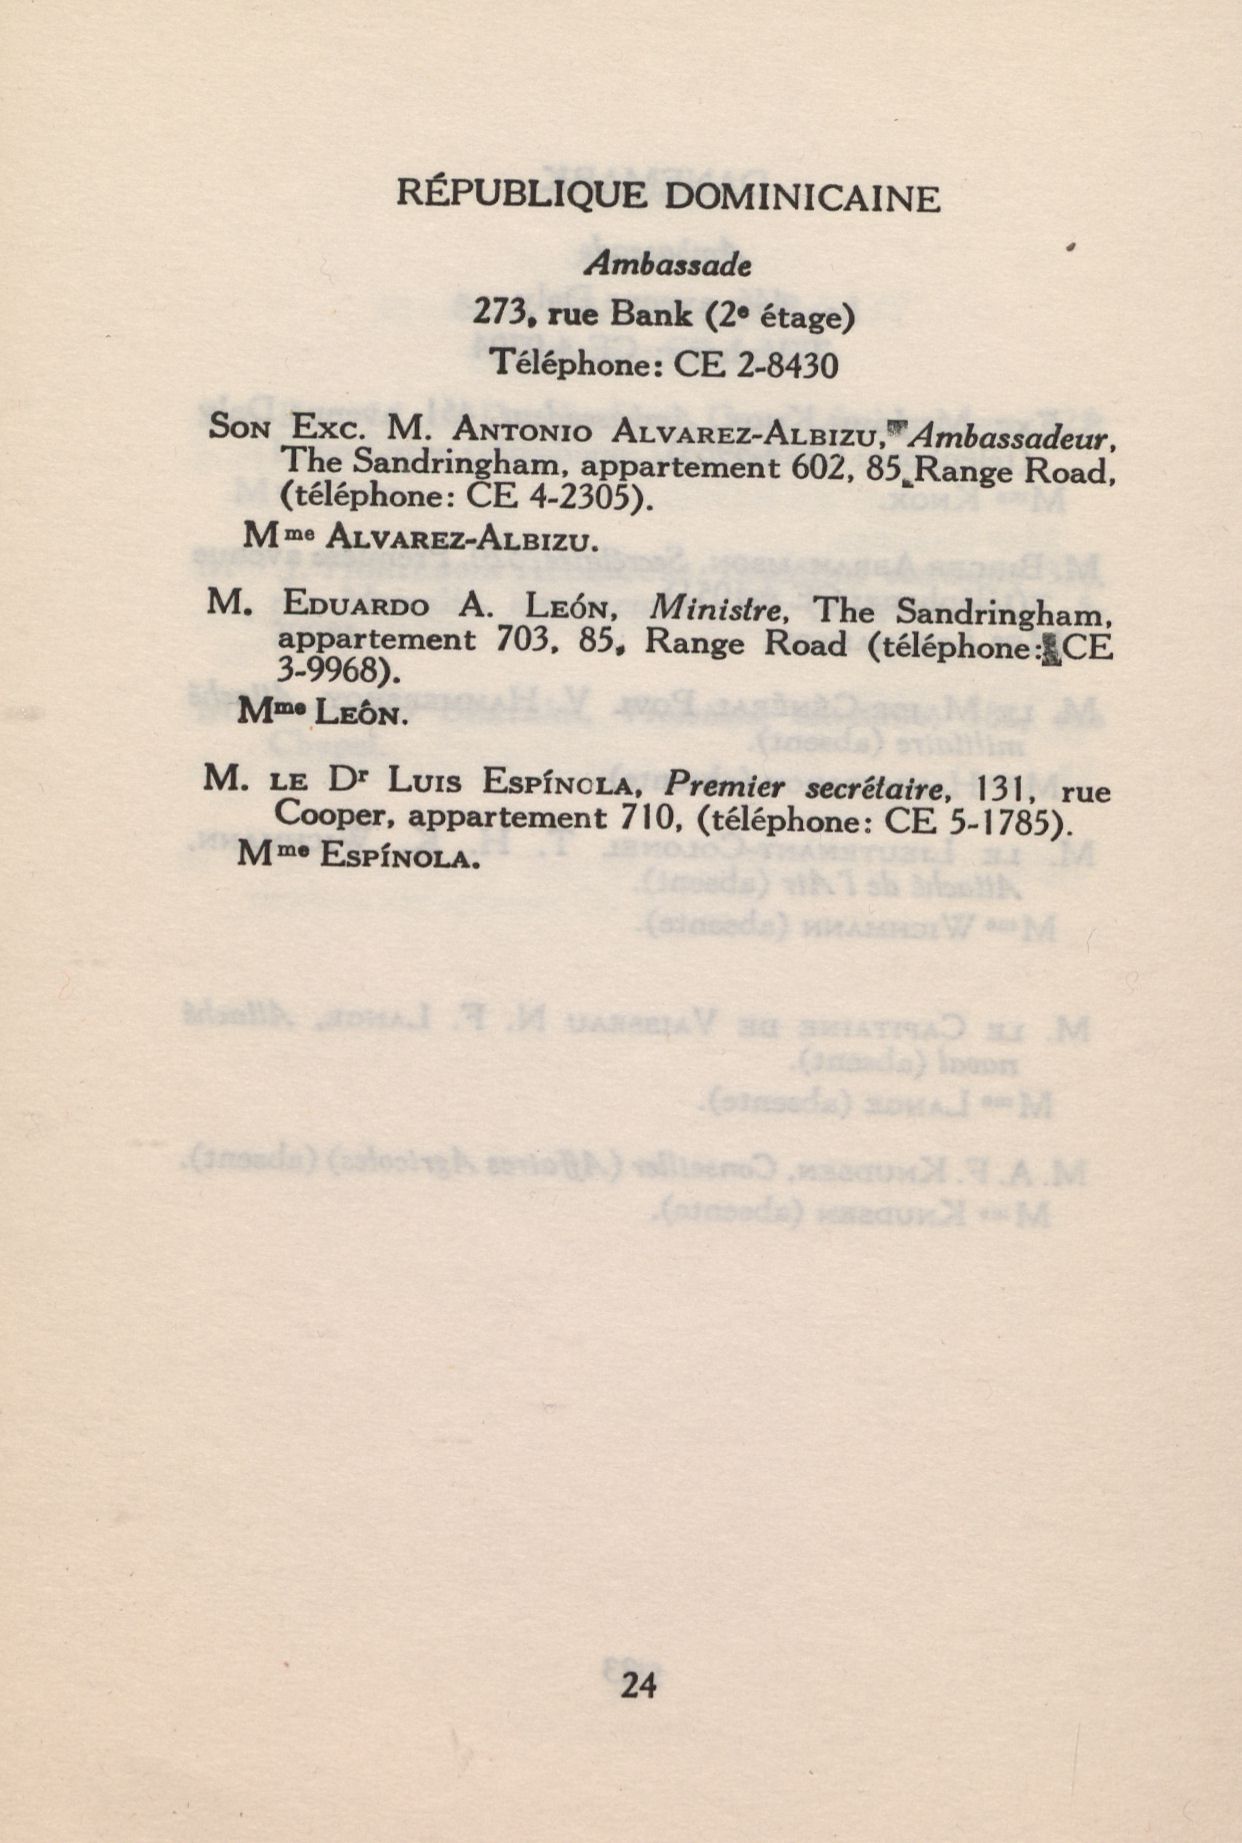 RÉPUBLIQUE DOMINICAINE
Ambassade
273, rue Bank (2e étage)
Téléphone: CE 2-8430
SON EXC. M. ANTONIO ALVAREZ-ALBIZU, Ambassadeur,
The Sandringham, appartement 602, 85, Range Road,
(téléphone: CE 4-2305).
Mme ALVAREZ-ALBIZU.
M. EDUARDO A. LEÓN, Ministre, The Sandringham,
appartement 703, 85, Range Road (téléphone: CE
3-9968).
Mme LEÓN.
M. LE Dr LUIS ESPÍNOLA, Premier secrétaire, 131, rue
Cooper, appartement 710, (téléphone: CE 5-1785).
Mme ESPÍNOLA.
24